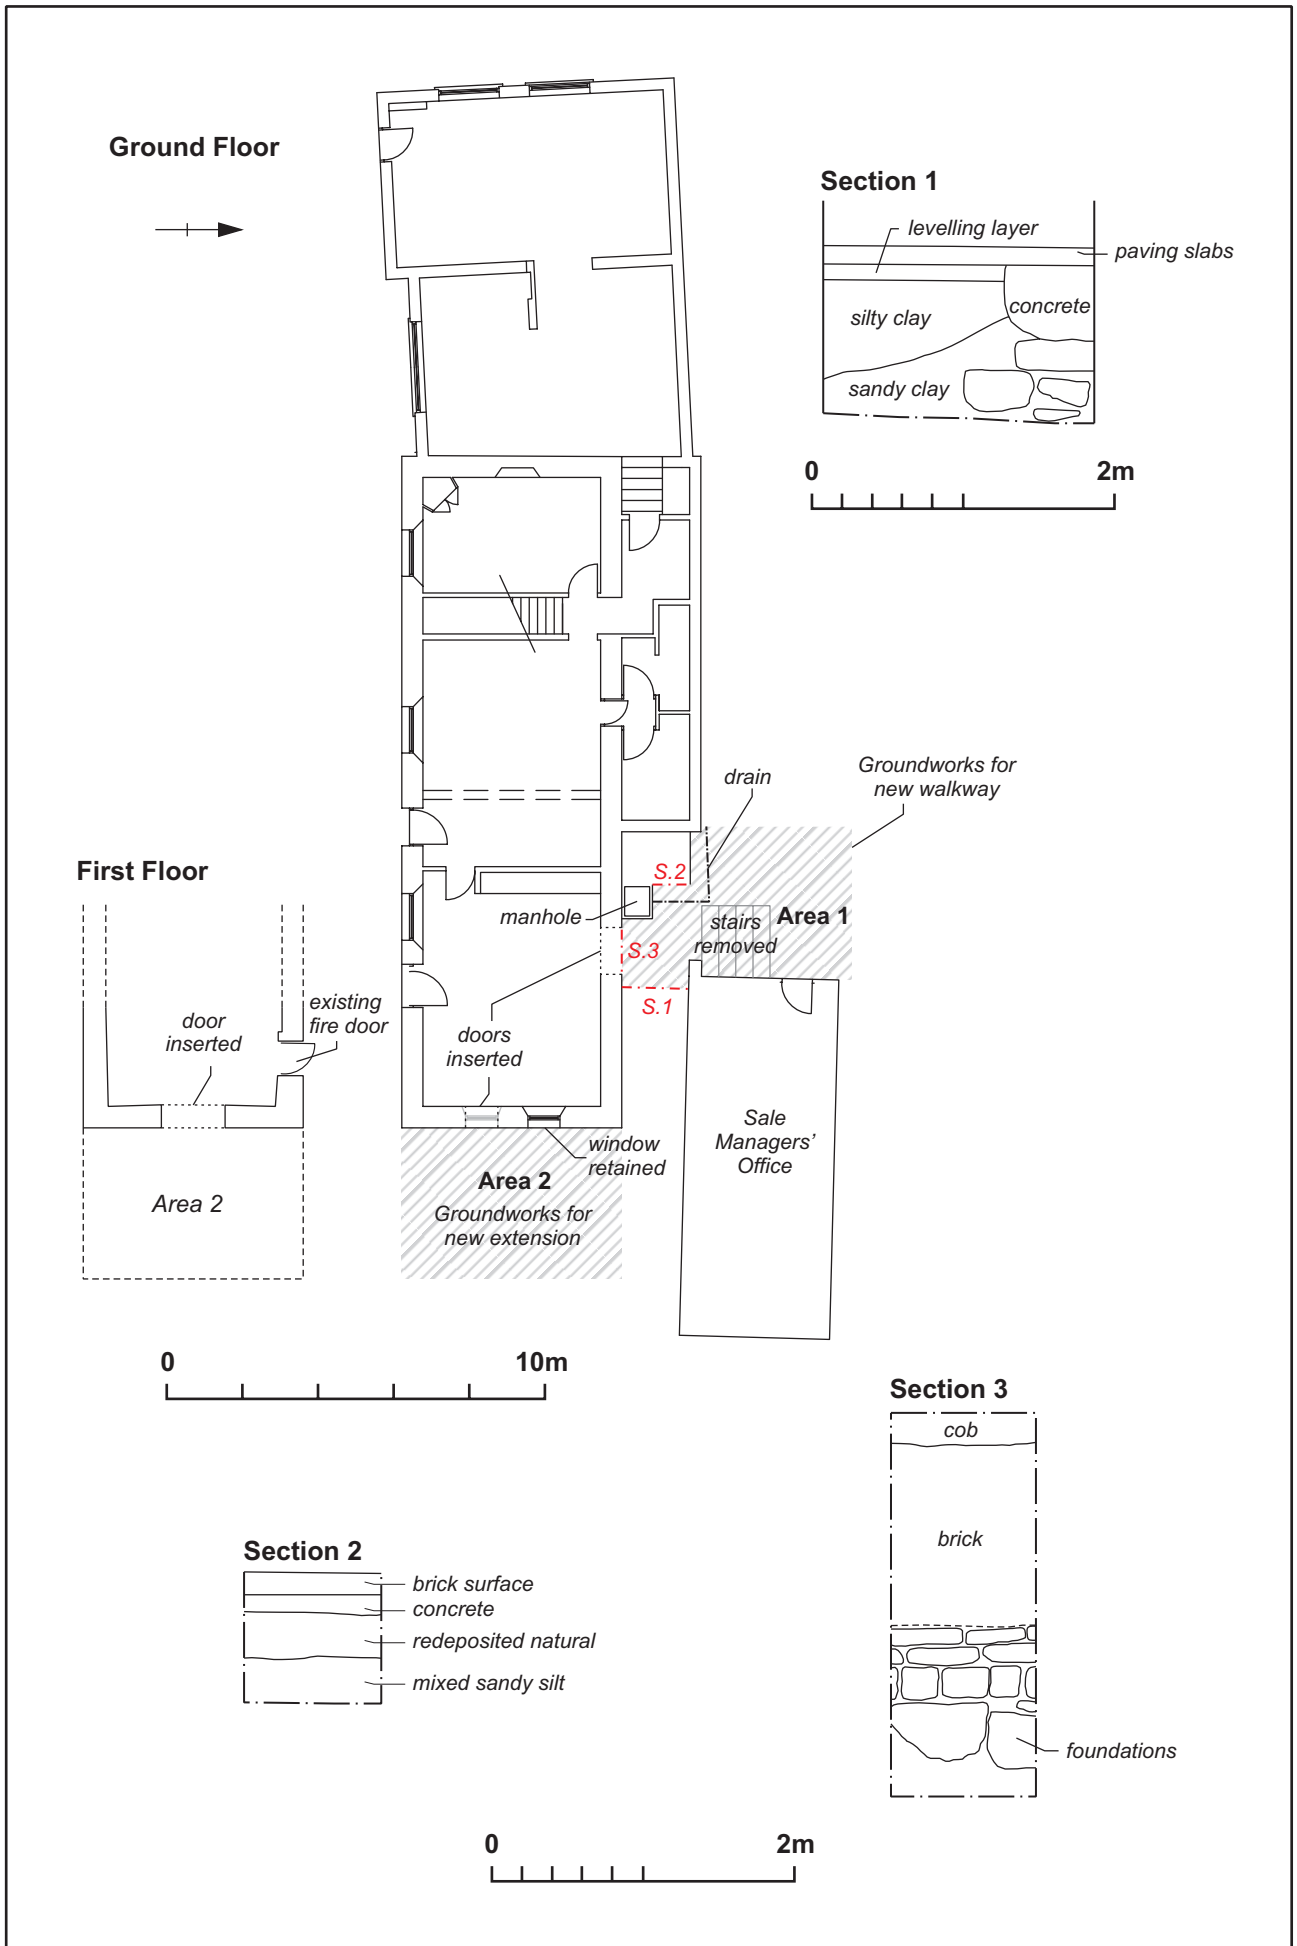 Ground Floor
Section 1
levelling layer
paving slabs
silty clay
concrete
sandy clay
0
2m
drain
Groundworks for
new walkway
First Floor
S.2
manhole
stairs
removed
Area 1
S.3
S.1
existing
fire door
door
inserted
doors
inserted
window
retained
Sale
Managers’
Office
Area 2
Area 2
Groundworks for
new extension
0
10m
Section 3
cob
brick
foundations
Section 2
brick surface
concrete
redeposited natural
mixed sandy silt
0
2m